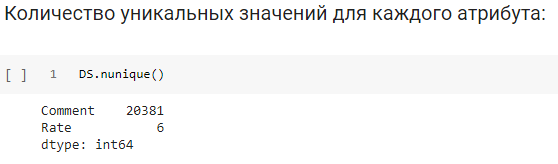 Количество уникальных значений для каждого атрибута:
[ ] 1 DS.nunique()
Comment 20381
Rate 6
dtype: int64